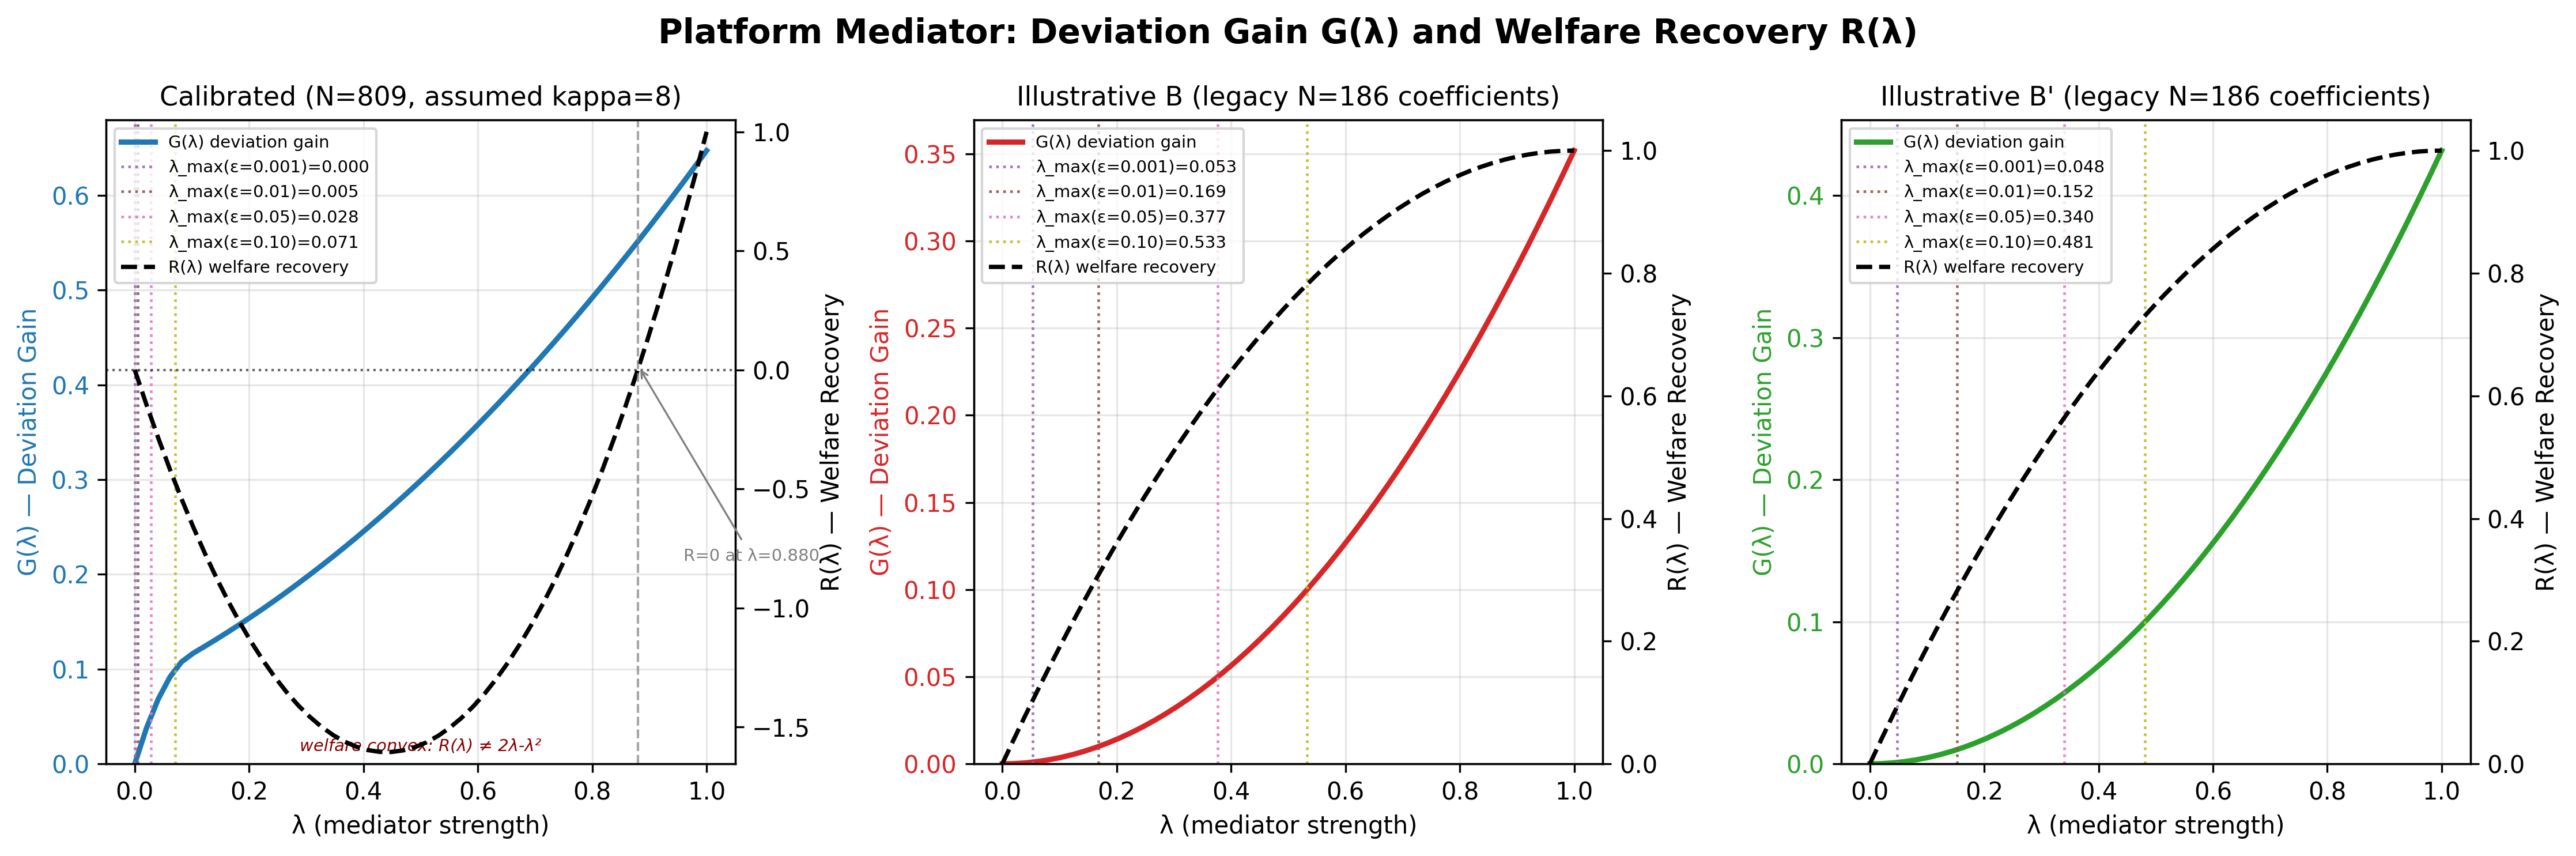 Platform Mediator: Deviation Gain G(λ) and Welfare Recovery R(λ)
Calibrated (N=809, assumed kappa=8)
G(λ) deviation gain
λ_max(ε=0.001)=0.000
λ_max(ε=0.01)=0.005
λ_max(ε=0.05)=0.028
λ_max(ε=0.10)=0.071
R(λ) welfare recovery
G(λ) — Deviation Gain
0.6
0.5
0.4
0.3
0.2
0.1
0.0
1.0
0.5
0.0
−0.5
−1.0
−1.5
R(λ) — Welfare Recovery
R=0 at λ=0.880
welfare convex: R(λ) ≠ 2λ-λ²
0.0 0.2 0.4 0.6 0.8 1.0
λ (mediator strength)
Illustrative B (legacy N=186 coefficients)
G(λ) deviation gain
λ_max(ε=0.001)=0.053
λ_max(ε=0.01)=0.169
λ_max(ε=0.05)=0.377
λ_max(ε=0.10)=0.533
R(λ) welfare recovery
G(λ) — Deviation Gain
0.35
0.30
0.25
0.20
0.15
0.10
0.05
0.00
1.0
0.8
0.6
0.4
0.2
0.0
R(λ) — Welfare Recovery
0.0 0.2 0.4 0.6 0.8 1.0
λ (mediator strength)
Illustrative B' (legacy N=186 coefficients)
G(λ) deviation gain
λ_max(ε=0.001)=0.048
λ_max(ε=0.01)=0.152
λ_max(ε=0.05)=0.340
λ_max(ε=0.10)=0.481
R(λ) welfare recovery
G(λ) — Deviation Gain
0.4
0.3
0.2
0.1
0.0
1.0
0.8
0.6
0.4
0.2
0.0
R(λ) — Welfare Recovery
0.0 0.2 0.4 0.6 0.8 1.0
λ (mediator strength)